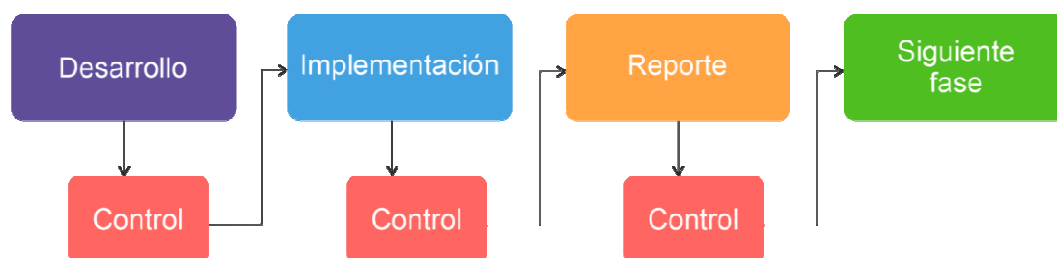 Desarrollo
Implementación
Reporte
Siguiente
fase
Control
Control
Control